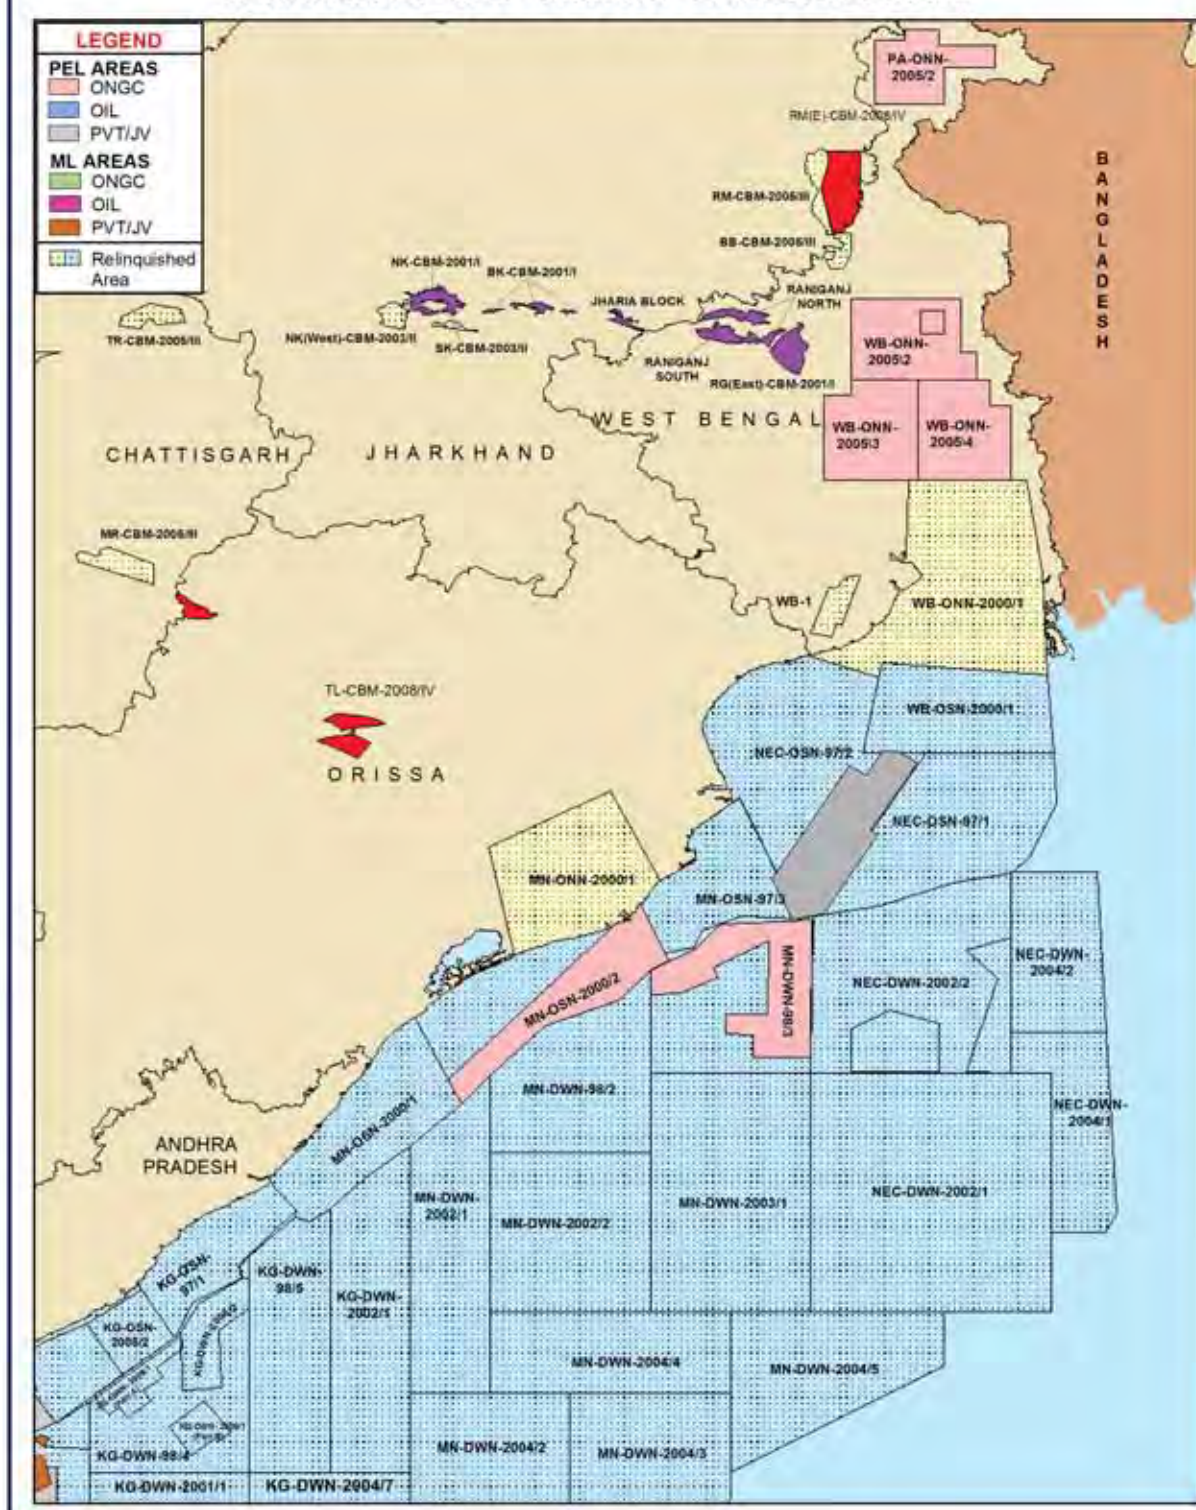 LEGEND
PEL AREAS
ONGC
OIL
PVT/JV
ML AREAS
ONGC
OIL
PVT/JV
Relinquished
Area
PA-ONN-
2005/2
RM(E)-CBM-2008/IV
BANGLADESH
RM-CBM-2005/III
BB-CBM-2005/III
NK-CBM-2001/I
BK-CBM-2001/I
JHARIA BLOCK
RANIGANJ
NORTH
TR-CBM-2005/III
NK(West)-CBM-2003/II
SK-CBM-2003/II
RANIGANJ
SOUTH
RG(East)-CBM-2001/I
WB-ONN-
2005\2
WEST BENGAL
WB-ONN-
2005\3
WB-ONN-
2005\4
CHATTISGARH
JHARKHAND
WB-1
WB-ONN-2000/1
TL-CBM-2008/IV
ORISSA
WB-OSN-2000/1
NEC-OSN-97/2
NEC-OSN-97/1
MN-ONN-2000/1
MN-OSN-97/3
MN-OSN-2000/2
MN-DWN-98/3
NEC-DWN-2002/2
NEC-DWN-
2004/2
MN-DWN-98/2
MN-OSN-2000/1
NEC-DWN-
2004/1
ANDHRA
PRADESH
MN-DWN-
2002/1
MN-DWN-2002/2
MN-DWN-2003/1
NEC-DWN-2002/1
KG-OSN-
97/1
KG-DWN-
98/5
KG-DWN-
2002/1
KG-OSN-
MN-DWN-2004/4
MN-DWN-2004/5
KG-DWN-98/4
MN-DWN-2004/2
MN-DWN-2004/3
KG-DWN-2001/1
KG-DWN-2004/7